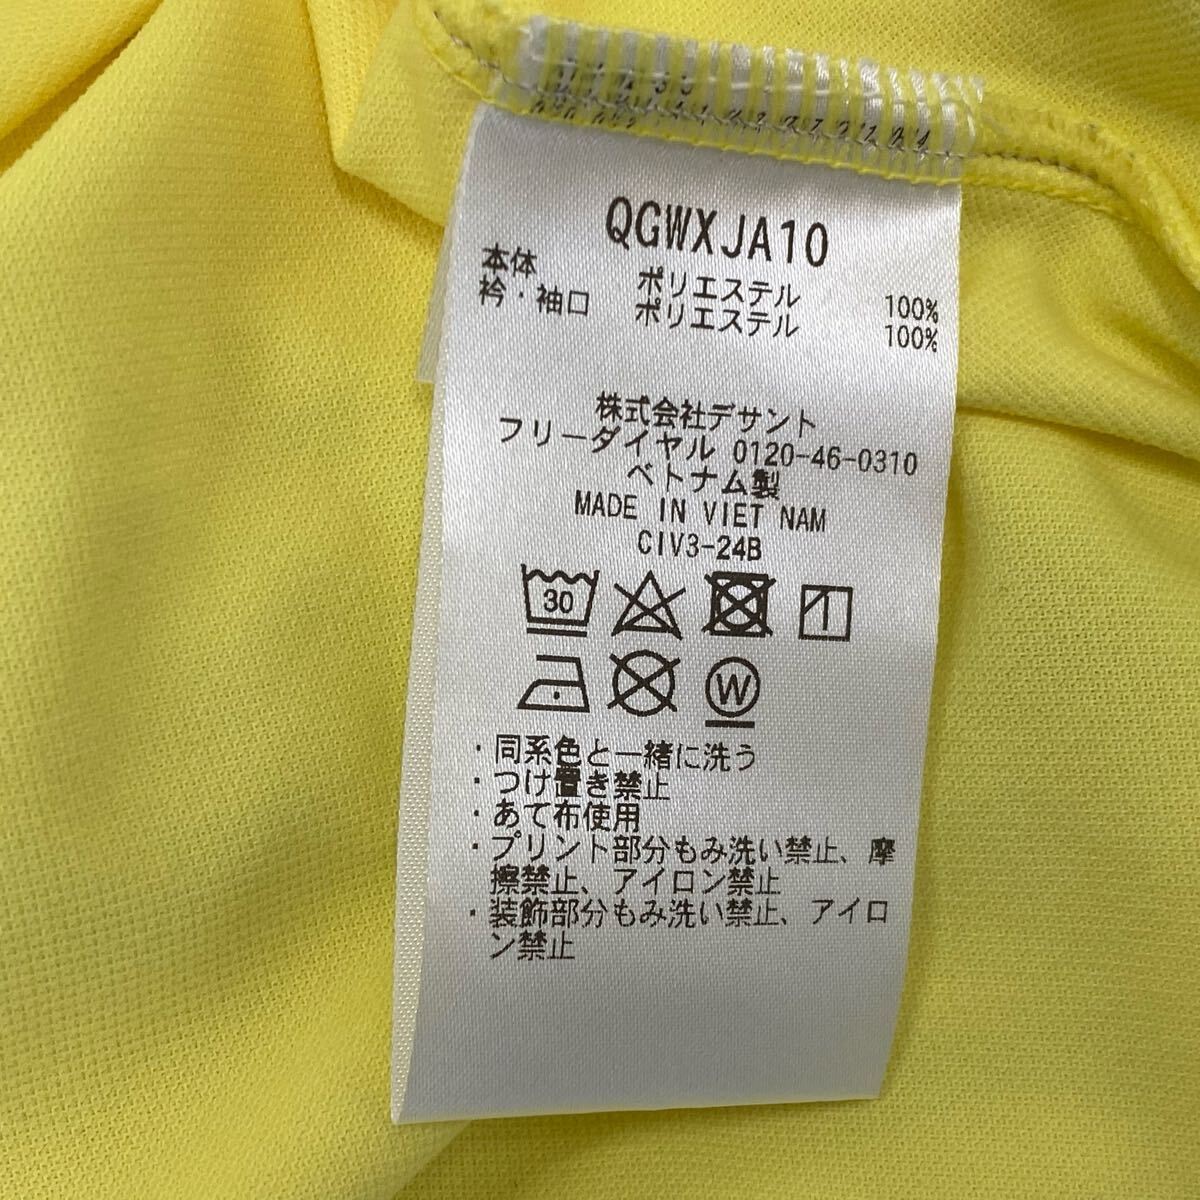 QGWXJA10
本体 ポリエステル 100%
衿・袖口 ポリエステル 100%
株式会社デサント
フリーダイヤル 0120-46-0310
ベトナム製
MADE IN VIET NAM
CIV3-24B
30
W
・同系色と一緒に洗う
・つけ置き禁止
・あて布使用
・プリント部分もみ洗い禁止、摩
擦禁止、アイロン禁止
・装飾部分もみ洗い禁止、アイロ
ン禁止